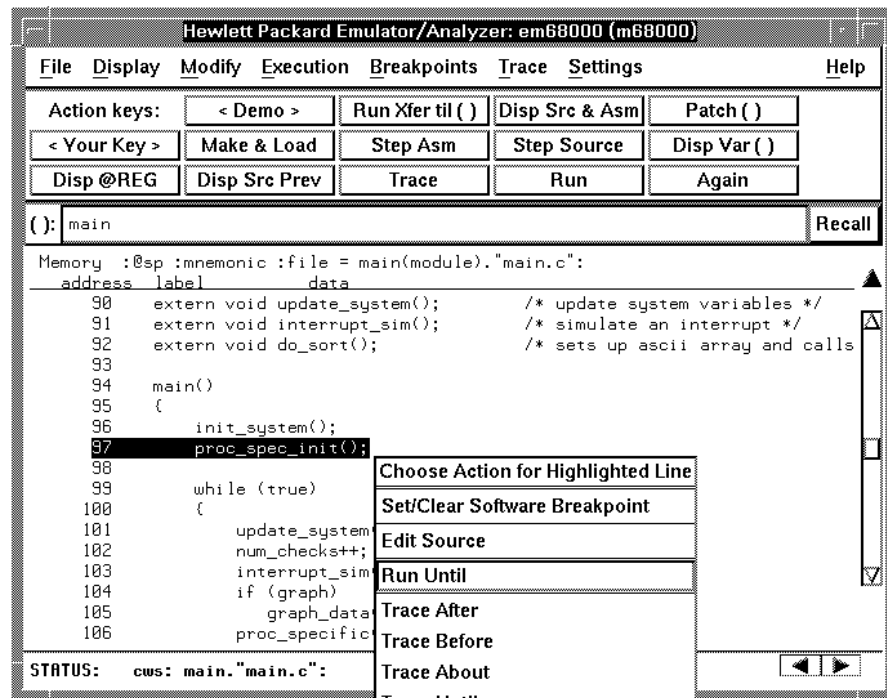 Hewlett Packard Emulator/Analyzer: em68000 (m68000)
File Display Modify Execution Breakpoints Trace Settings Help
Action keys: < Demo > Run Xfer til ( ) Disp Src & Asm Patch ( )
< Your Key > Make & Load Step Asm Step Source Disp Var ( )
Disp @REG Disp Src Prev Trace Run Again
( ): main Recall
Memory :@sp :mnemonic :file = main(module)."main.c":
address label data
90 extern void update_system(); /* update system variables */
91 extern void interrupt_sim(); /* simulate an interrupt */
92 extern void do_sort(); /* sets up ascii array and calls
93
94 main()
95 {
96 init_system();
97 proc_spec_init();
98
Choose Action for Highlighted Line
99 while (true)
100 {
Set/Clear Software Breakpoint
101 update_system
102 num_checks++;
Edit Source
103 interrupt_sim
Run Until
104 if (graph)
105 graph_data
Trace After
106 proc_specific
Trace Before
STATUS: cws: main."main.c":
Trace About